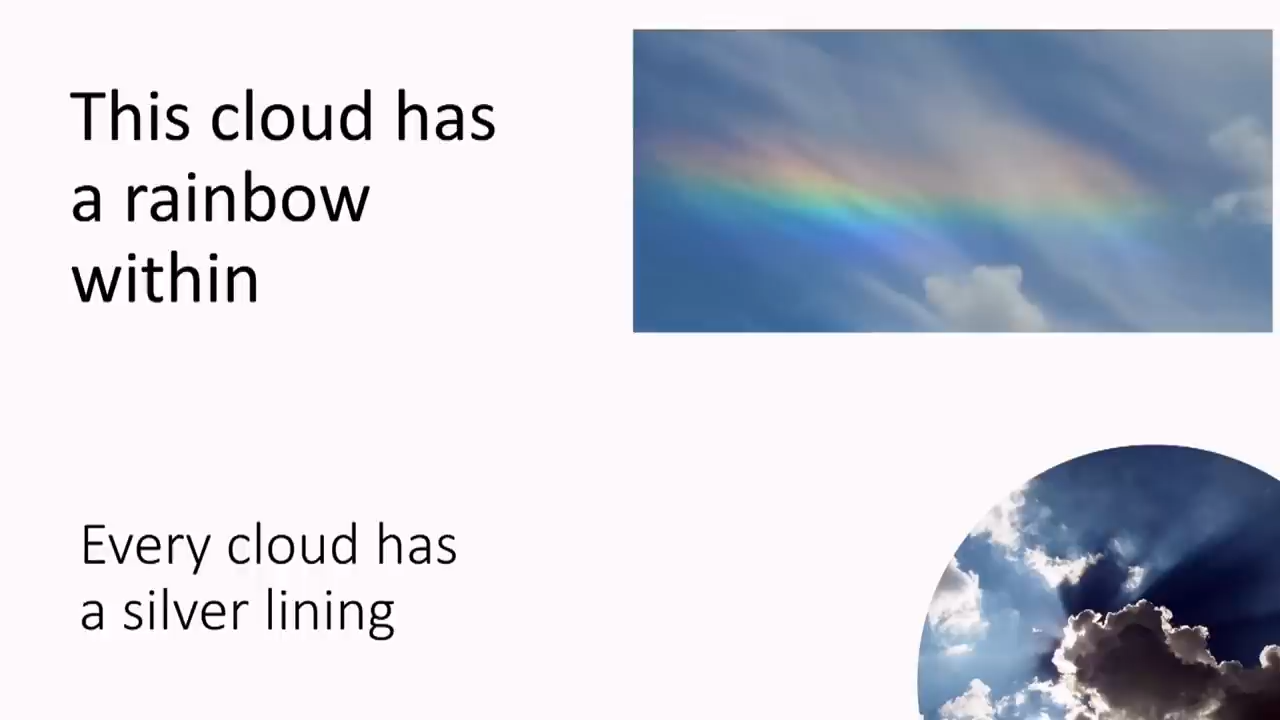 This cloud has
a rainbow
within
Every cloud has
a silver lining